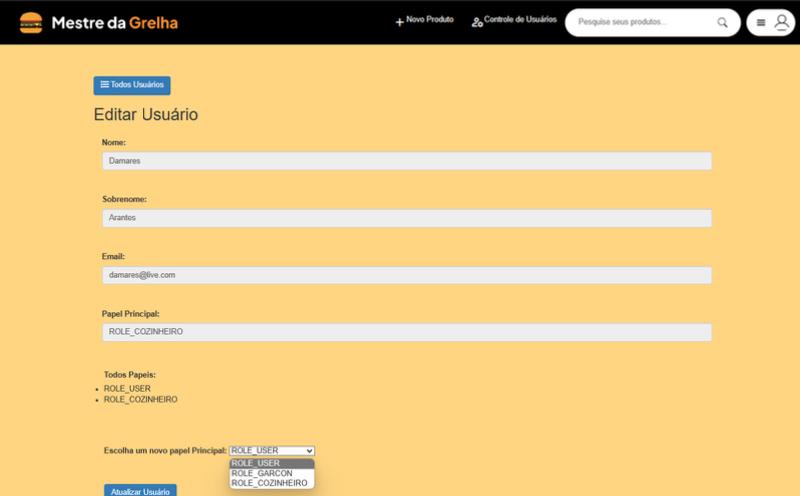 Mestre da Grelha
Novo Produto
Controle de Usuários
Pesquise seus produtos...
Todos Usuários
Editar Usuário
Nome:
Damares
Sobrenome:
Arantes
Email:
damares@live.com
Papel Principal:
ROLE_COZINHEIRO
Todos Papeis:
ROLE_USER
ROLE_COZINHEIRO
Escolha um novo papel Principal: ROLE_USER
ROLE_USER
ROLE_GARCON
ROLE_COZINHEIRO
Atualizar Usuário